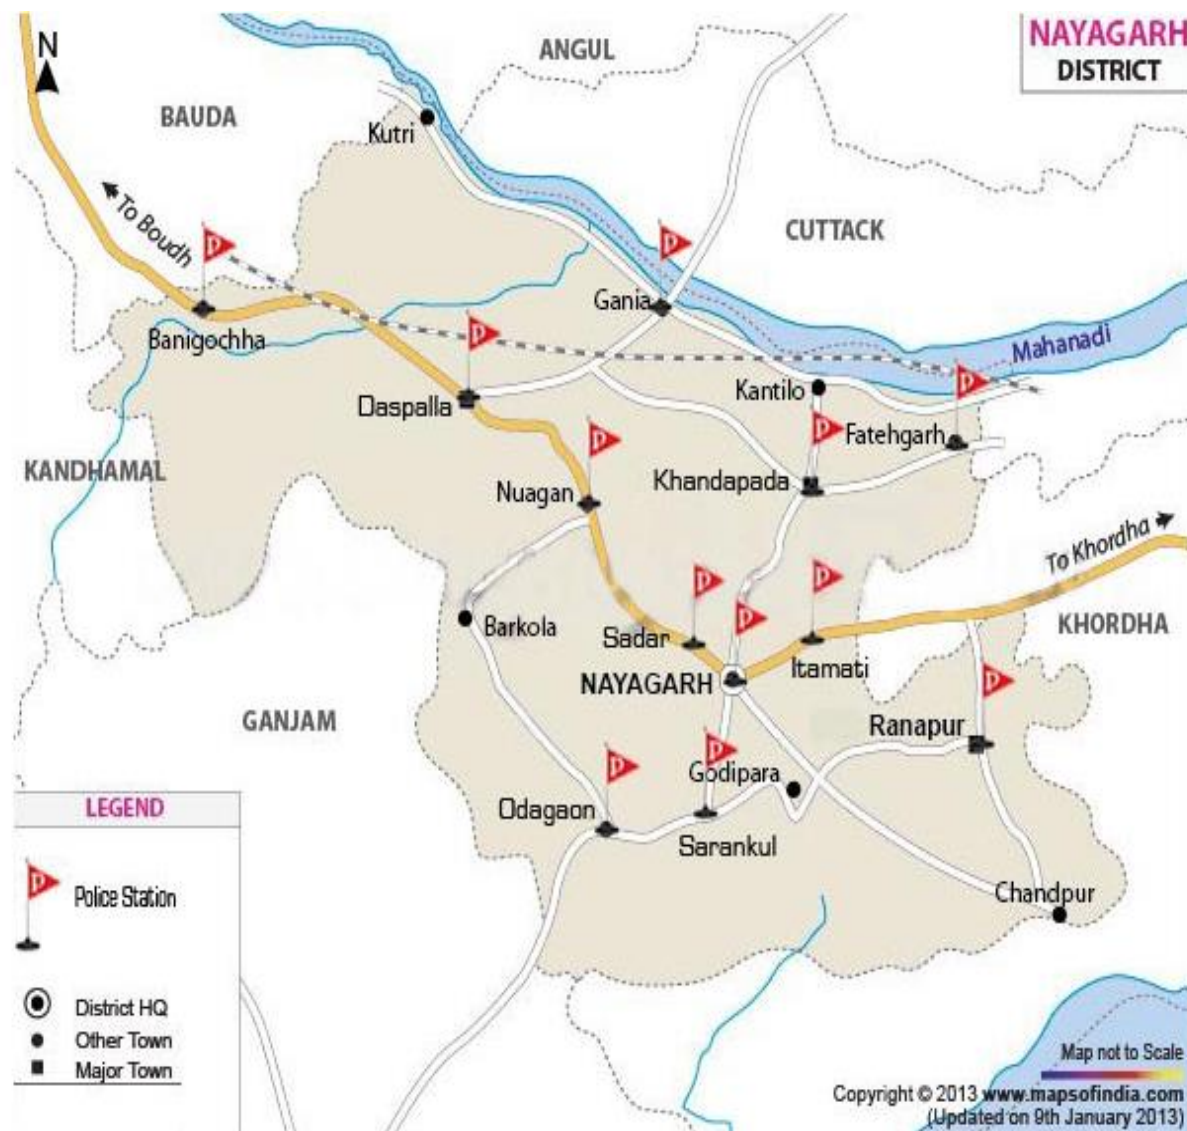 NAYAGARH
DISTRICT
N
ANGUL
BAUDA
Kutri
To Boudh
CUTTACK
Gania
Banigochha
Mahanadi
Daspalla
Kantilo
Fatehgarh
KANDHAMAL
Nuagan
Khandapada
To Khordha
Barkola
Sadar
KHORDHA
Itamati
NAYAGARH
GANJAM
Ranapur
Godipara
Odagaon
Sarankul
Chandpur
LEGEND
Police Station
District HQ
Other Town
Major Town
Map not to Scale
Copyright © 2013 www.mapsofindia.com
(Updated on 9th January 2013)